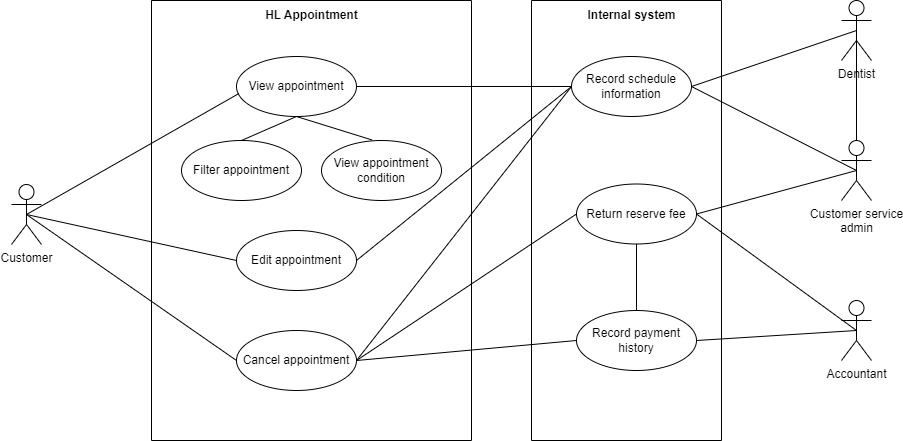 HL Appointment
Internal system
View appointment
Record schedule
information
Dentist
Filter appointment
View appointment
condition
Customer
Return reserve fee
Customer service
admin
Edit appointment
Cancel appointment
Record payment
history
Accountant